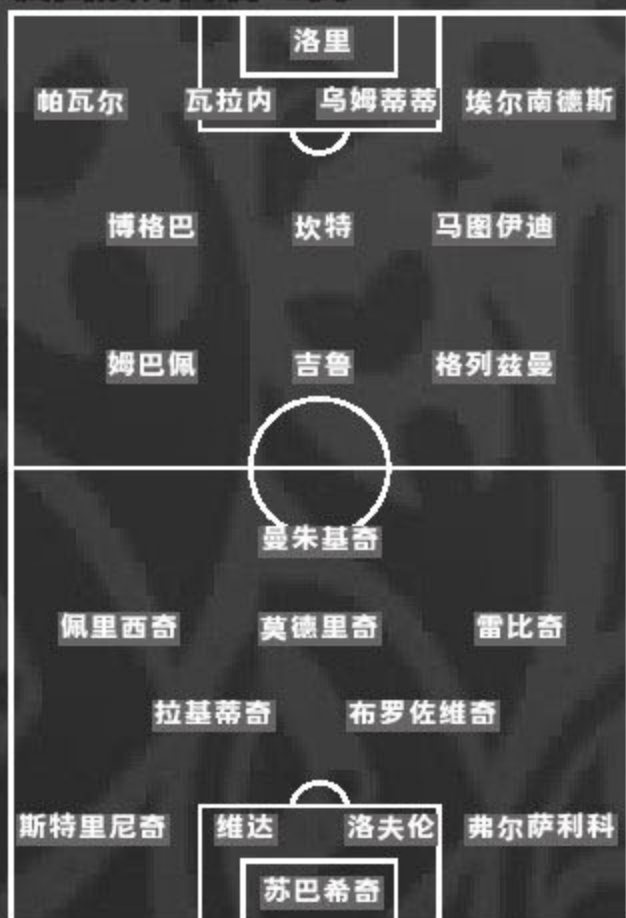 洛里
帕瓦尔 瓦拉内 乌姆蒂蒂 埃尔南德斯
博格巴 坎特 马图伊迪
姆巴佩 吉鲁 格列兹曼
曼朱基奇
佩里西奇 莫德里奇 雷比奇
拉基蒂奇 布罗佐维奇
斯特里尼奇 维达 洛夫伦 弗尔萨利科
苏巴希奇